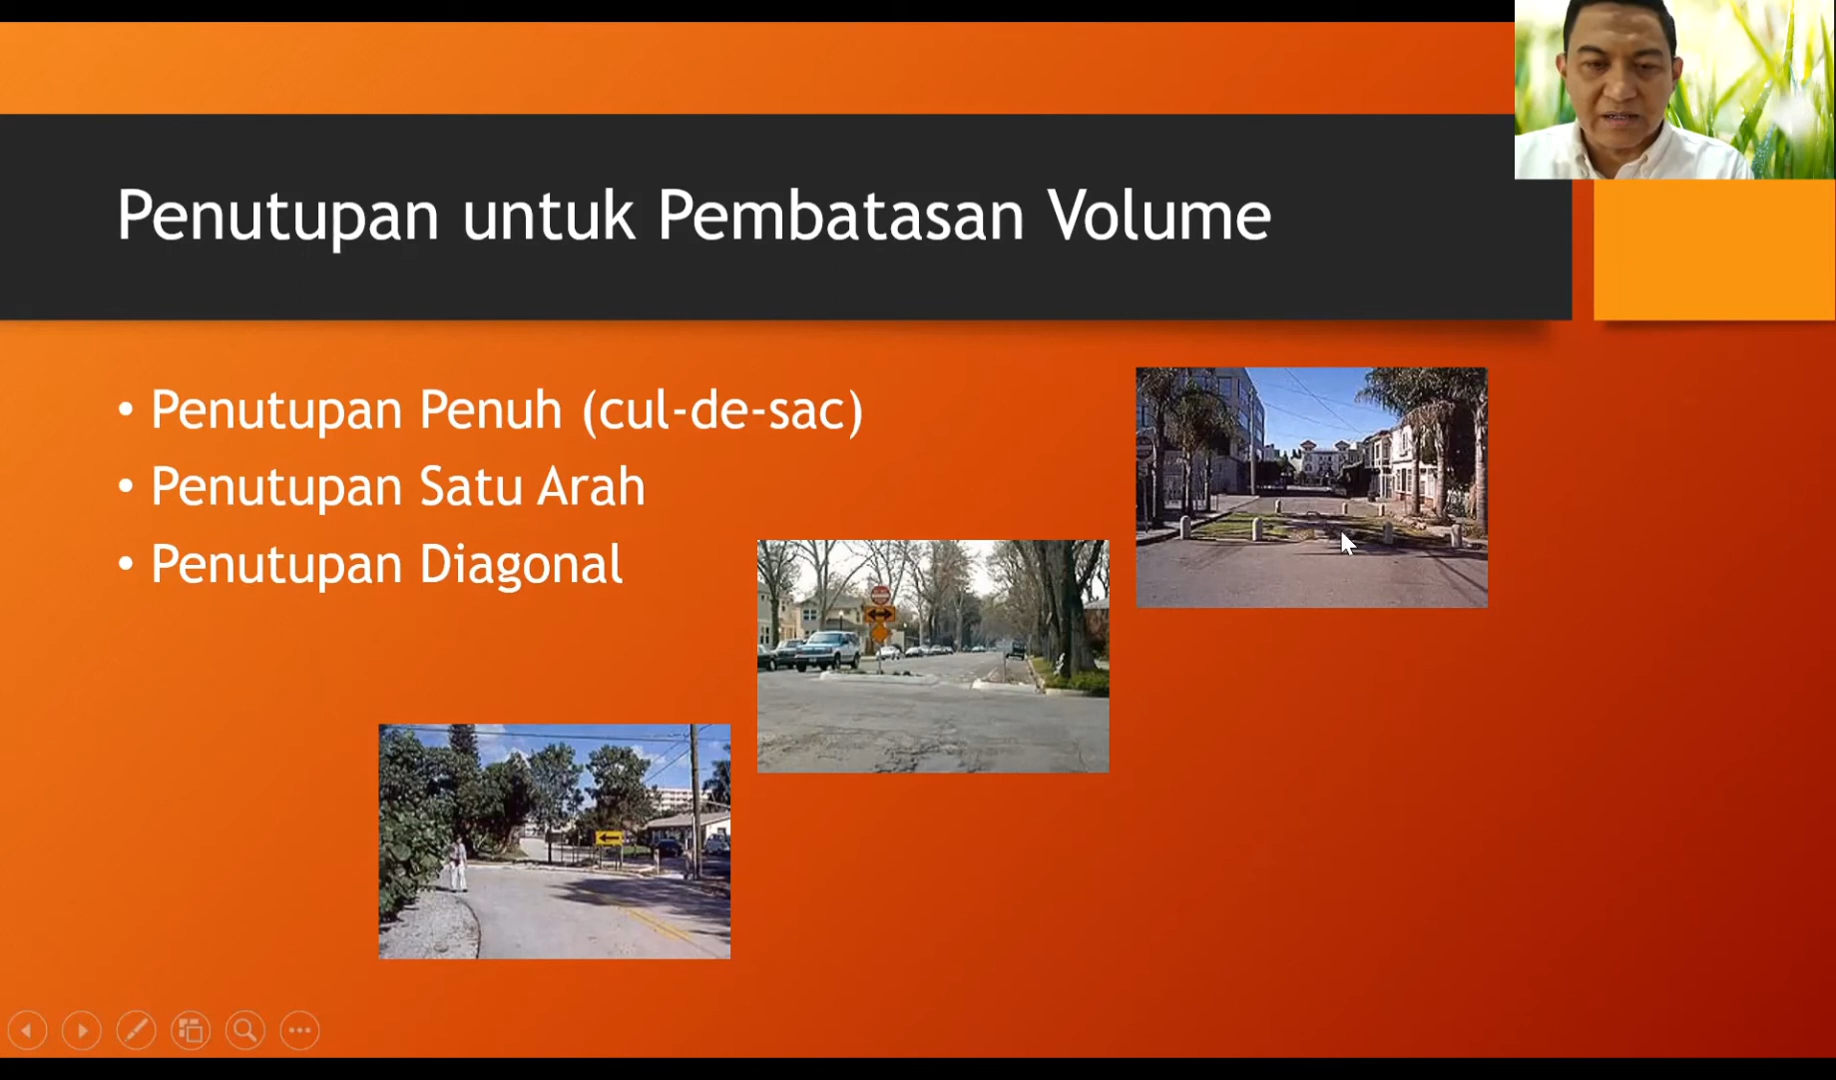 Penutupan untuk Pembatasan Volume
• Penutupan Penuh (cul-de-sac)
• Penutupan Satu Arah
• Penutupan Diagonal